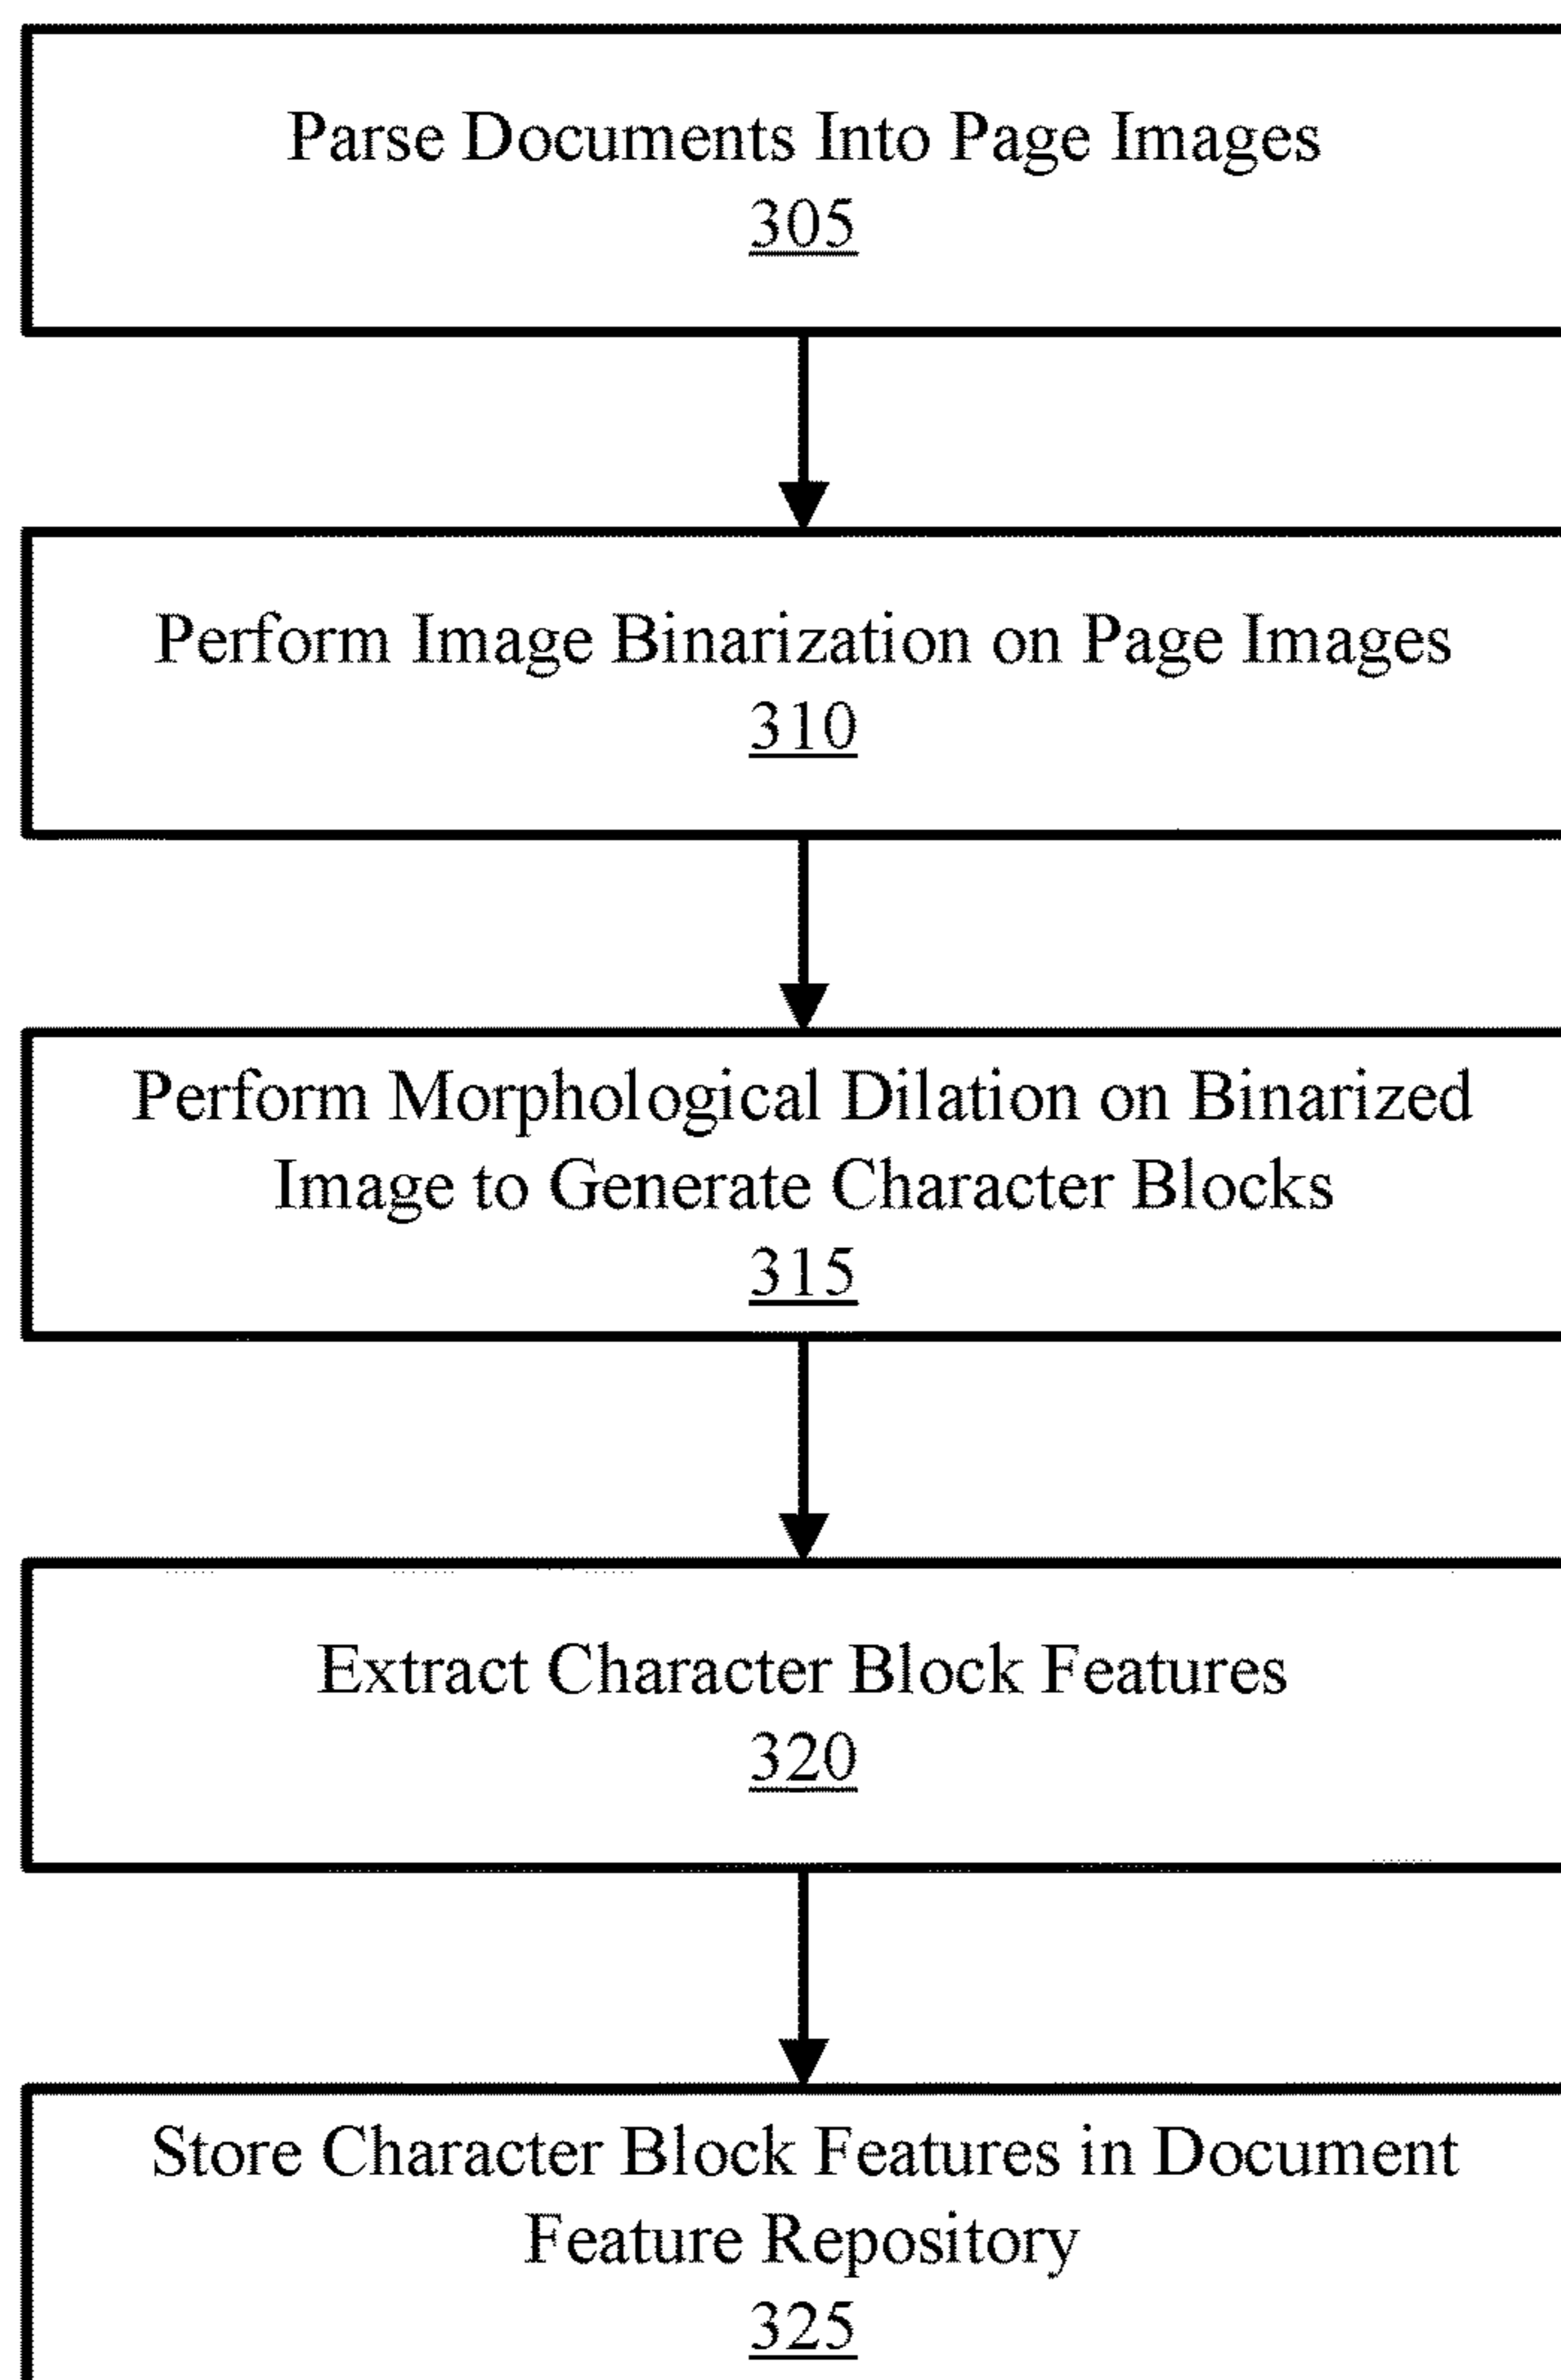 Parse Documents Into Page Images
305
Perform Image Binarization on Page Images
310
Perform Morphological Dilation on Binarized
Image to Generate Character Blocks
315
Extract Character Block Features
320
Store Character Block Features in Document
Feature Repository
325